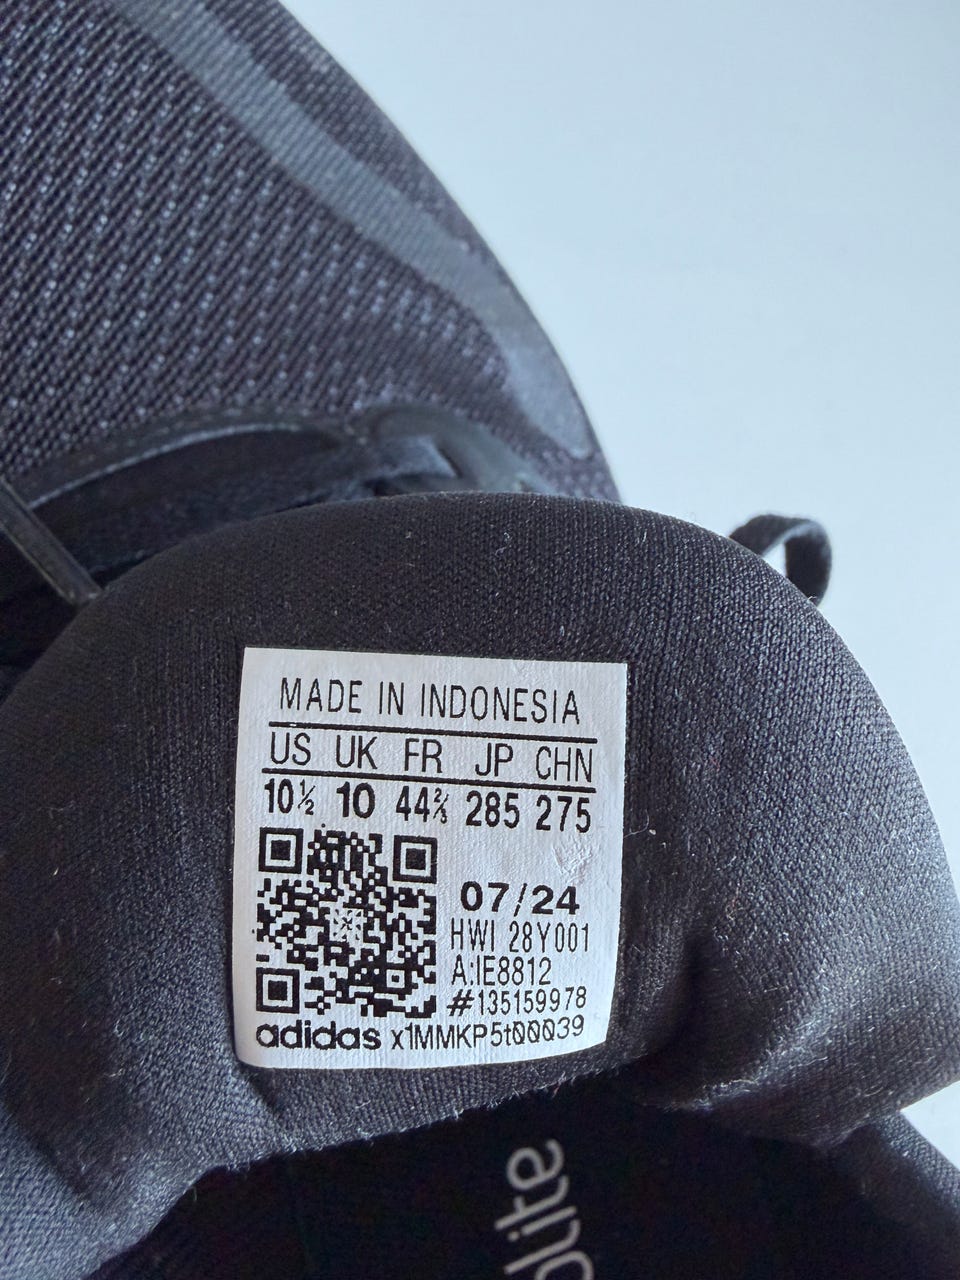 MADE IN INDONESIA
US UK FR JP CHN
10½ 10 44⅔ 285 275
07/24
HWI 28Y001
A:IE8812
#135159978
adidas x1MMKP5t00039